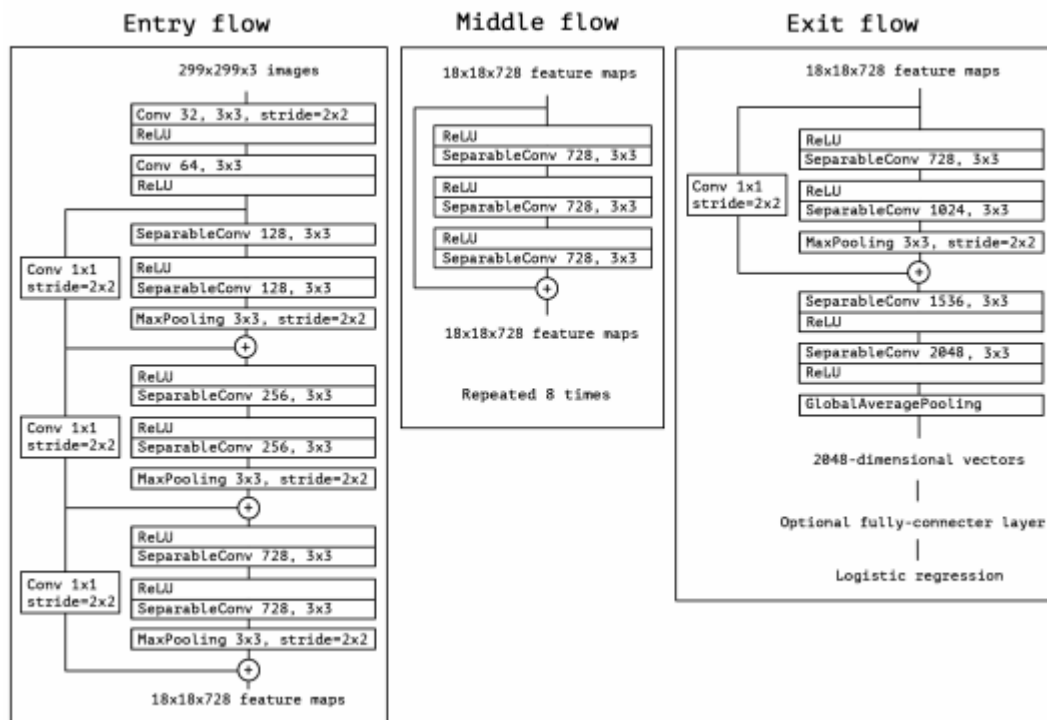 Entry flow
299x299x3 images
Conv 32, 3x3, stride=2x2
ReLU
Conv 64, 3x3
ReLU
SeparableConv 128, 3x3
Conv 1x1
stride=2x2
ReLU
SeparableConv 128, 3x3
MaxPooling 3x3, stride=2x2
+
ReLU
SeparableConv 256, 3x3
Conv 1x1
stride=2x2
ReLU
SeparableConv 256, 3x3
MaxPooling 3x3, stride=2x2
+
ReLU
SeparableConv 728, 3x3
Conv 1x1
stride=2x2
ReLU
SeparableConv 728, 3x3
MaxPooling 3x3, stride=2x2
+
18x18x728 feature maps
Middle flow
18x18x728 feature maps
ReLU
SeparableConv 728, 3x3
ReLU
SeparableConv 728, 3x3
ReLU
SeparableConv 728, 3x3
+
18x18x728 feature maps
Repeated 8 times
Exit flow
18x18x728 feature maps
ReLU
SeparableConv 728, 3x3
Conv 1x1
stride=2x2
ReLU
SeparableConv 1024, 3x3
MaxPooling 3x3, stride=2x2
+
SeparableConv 1536, 3x3
ReLU
SeparableConv 2048, 3x3
ReLU
GlobalAveragePooling
2048-dimensional vectors
Optional fully-connecter layer
Logistic regression